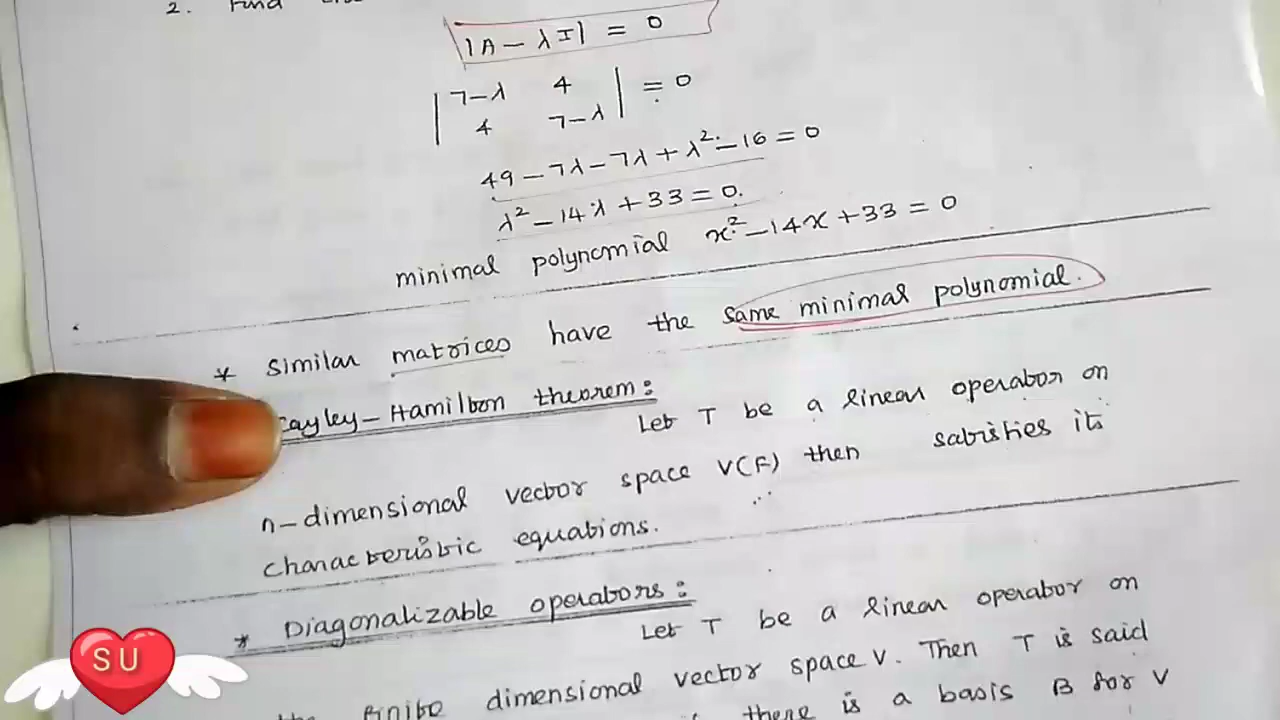 2. Find
|A - λI| = 0
| 7-λ 4 | = 0
| 4 7-λ |
49 - 7λ - 7λ + λ² - 16 = 0
λ² - 14λ + 33 = 0.
minimal polynomial x² - 14x + 33 = 0
* Similar matrices have the same minimal polynomial.
Cayley-Hamilton theorem:
Let T be a linear operator on
n-dimensional vector space V(F) then satisfies its
characteristic equations.
* Diagonalizable operators:
Let T be a linear operator on
finite dimensional vector space V. Then T is said
there is a basis B for V
SU